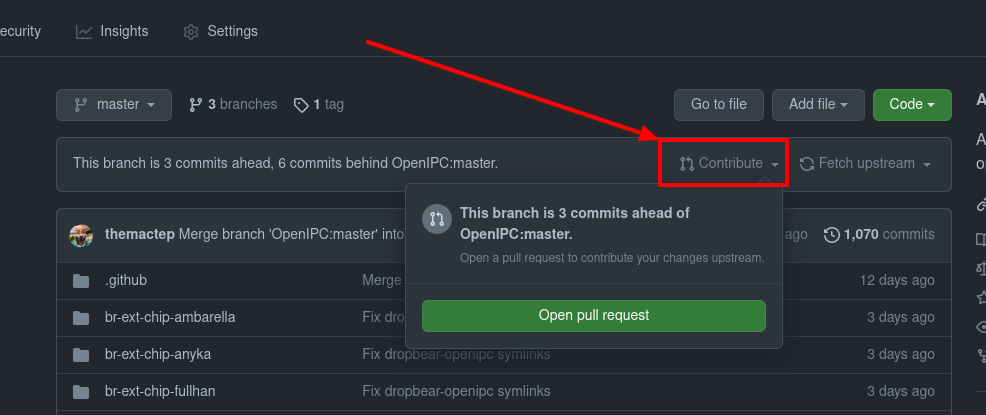 ecurity Insights Settings
master 3 branches 1 tag Go to file Add file Code
This branch is 3 commits ahead, 6 commits behind OpenIPC:master. Contribute Fetch upstream
This branch is 3 commits ahead of
OpenIPC:master.
Open a pull request to contribute your changes upstream.
Open pull request
themactep Merge branch 'OpenIPC:master' into ago 1,070 commits
.github Merge 12 days ago
br-ext-chip-ambarella Fix dropbear-openipc symlinks 3 days ago
br-ext-chip-anyka Fix dropbear-openipc symlinks 3 days ago
br-ext-chip-fullhan Fix dropbear-openipc symlinks 3 days ago